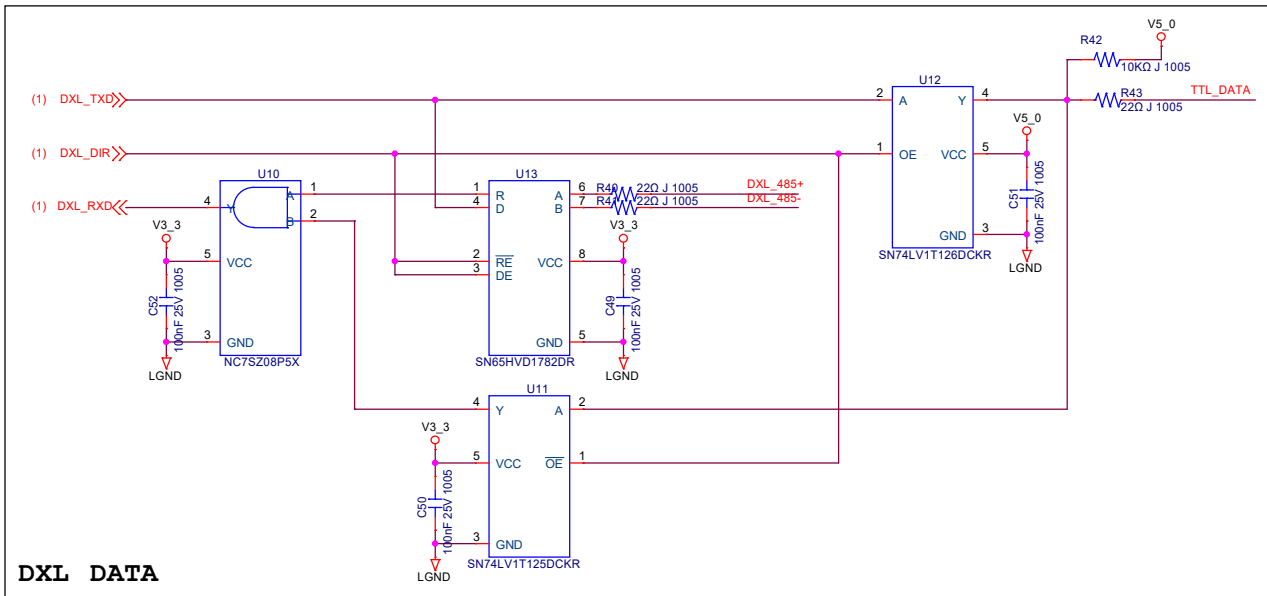 V5_0
R42
10KΩ J 1005
U12
(1) DXL_TXD
2 A Y 4
R43
TTL_DATA
22Ω J 1005
V5_0
(1) DXL_DIR
1 OE VCC 5
U10
U13
C51
100nF 25V 1005
(1) DXL_RXD
4 Y A 1
B 2
1 R A 6
R40 22Ω J 1005
DXL_485+
4 D B 7
R41 22Ω J 1005
DXL_485-
V3_3
V3_3
GND 3
SN74LV1T126DCKR
LGND
5 VCC
2 RE VCC 8
3 DE
C52
100nF 25V 1005
C49
100nF 25V 1005
3 GND
GND 5
NC7SZ08P5X
SN65HVD1782DR
LGND
LGND
U11
4 Y A 2
V3_3
5 VCC OE 1
C50
100nF 25V 1005
3 GND
SN74LV1T125DCKR
LGND
DXL DATA